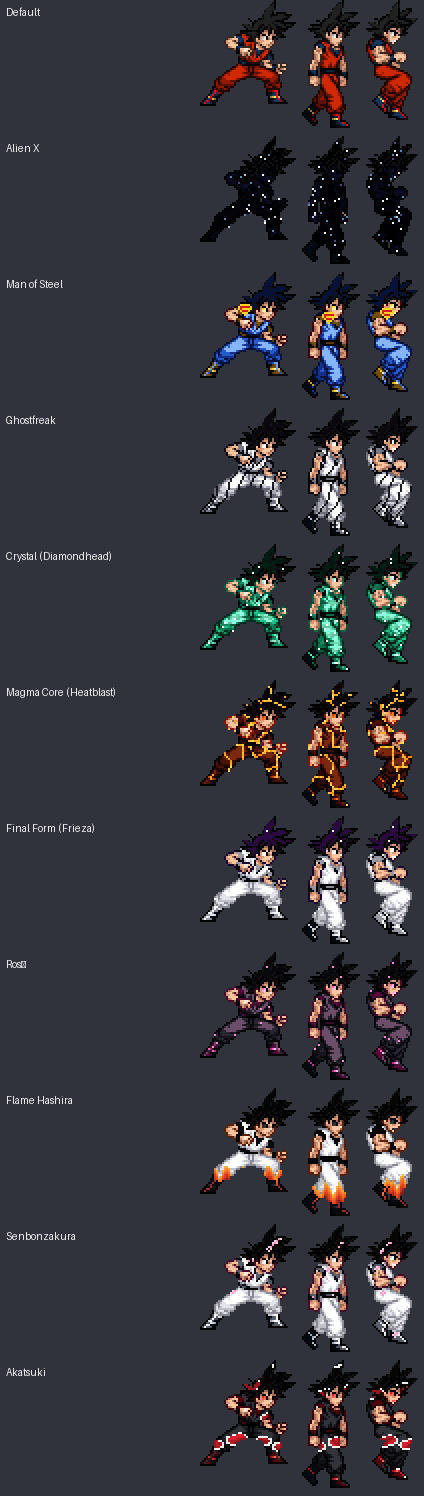 Default
Alien X
Man of Steel
Ghostfreak
Crystal (Diamondhead)
Magma Core (Heatblast)
Final Form (Frieza)
Ros
Flame Hashira
Senbonzakura
Akatsuki